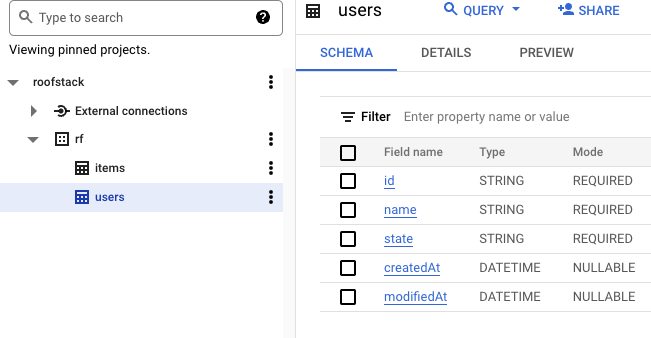 Type to search
Viewing pinned projects.
roofstack
External connections
rf
items
users
users
QUERY
SHARE
SCHEMA DETAILS PREVIEW
Filter Enter property name or value
Field name Type Mode
id STRING REQUIRED
name STRING REQUIRED
state STRING REQUIRED
createdAt DATETIME NULLABLE
modifiedAt DATETIME NULLABLE